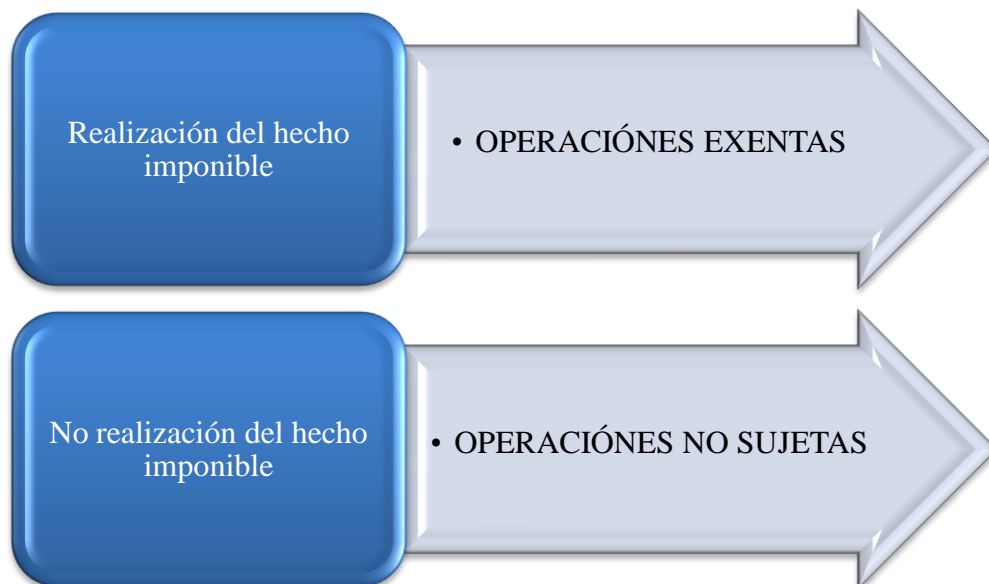 Realización del hecho
imponible
• OPERACIÓNES EXENTAS
No realización del hecho
imponible
• OPERACIÓNES NO SUJETAS